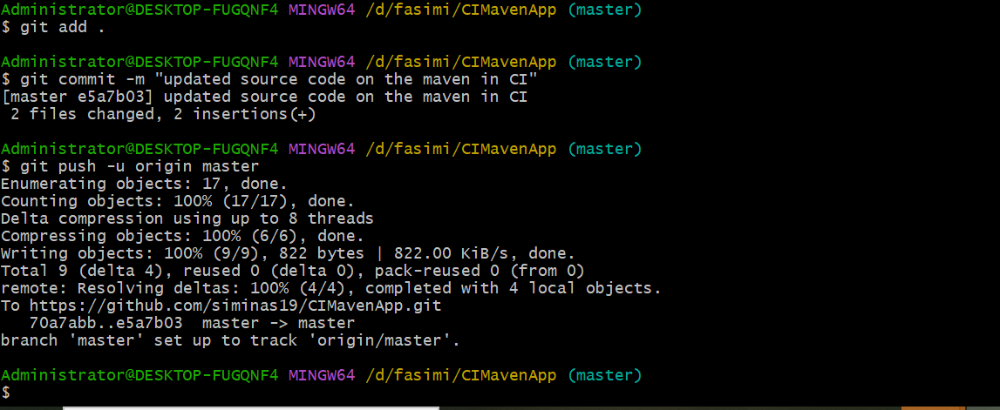 Administrator@DESKTOP-FUGQNF4 MINGW64 /d/fasimi/CIMavenApp (master)
$ git add .
Administrator@DESKTOP-FUGQNF4 MINGW64 /d/fasimi/CIMavenApp (master)
$ git commit -m "updated source code on the maven in CI"
[master e5a7b03] updated source code on the maven in CI
 2 files changed, 2 insertions(+)
Administrator@DESKTOP-FUGQNF4 MINGW64 /d/fasimi/CIMavenApp (master)
$ git push -u origin master
Enumerating objects: 17, done.
Counting objects: 100% (17/17), done.
Delta compression using up to 8 threads
Compressing objects: 100% (6/6), done.
Writing objects: 100% (9/9), 822 bytes | 822.00 KiB/s, done.
Total 9 (delta 4), reused 0 (delta 0), pack-reused 0 (from 0)
remote: Resolving deltas: 100% (4/4), completed with 4 local objects.
To https://github.com/siminas19/CIMavenApp.git
   70a7abb..e5a7b03  master -> master
branch 'master' set up to track 'origin/master'.
Administrator@DESKTOP-FUGQNF4 MINGW64 /d/fasimi/CIMavenApp (master)
$